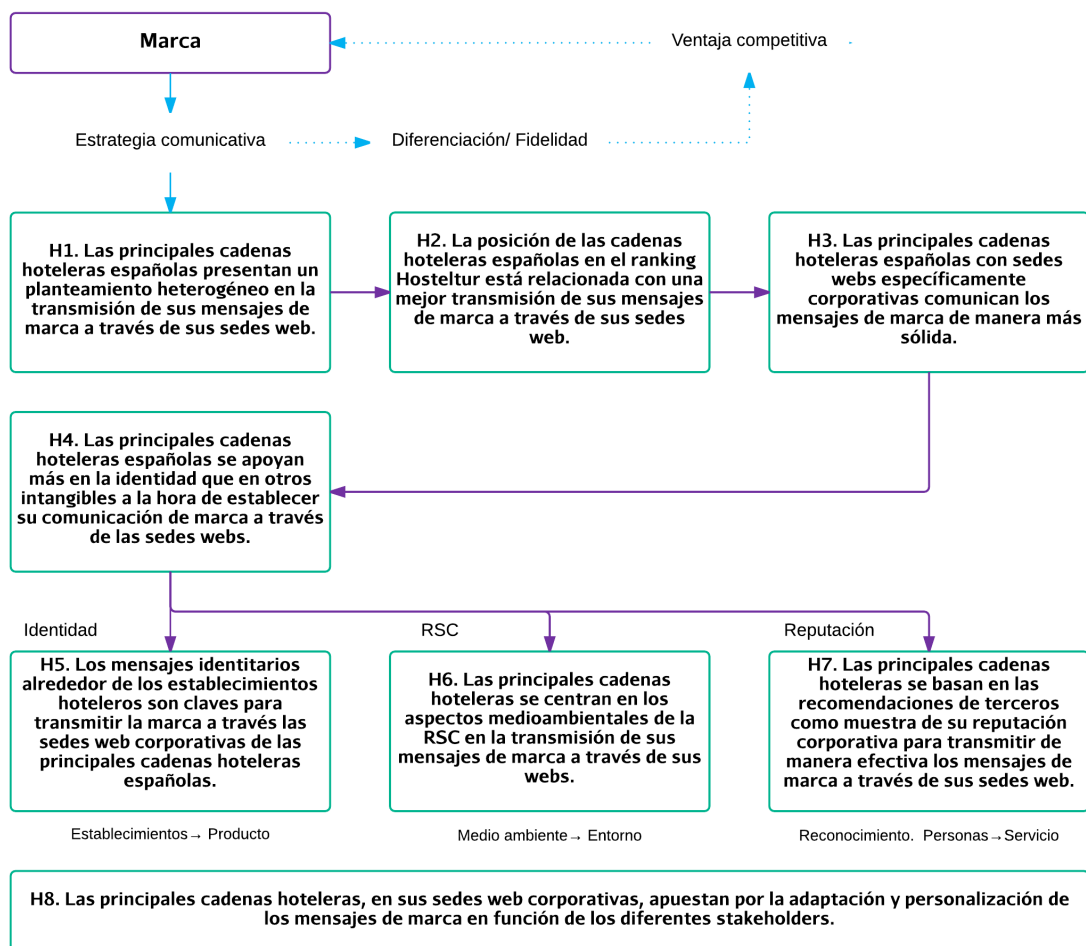 Marca
Ventaja competitiva
Estrategia comunicativa
Diferenciación/ Fidelidad
H1. Las principales cadenas
hoteleras españolas presentan un
planteamiento heterogéneo en la
transmisión de sus mensajes de
marca a través de sus sedes web.
H2. La posición de las cadenas
hoteleras españolas en el ranking
Hosteltur está relacionada con una
mejor transmisión de sus mensajes
de marca a través de sus sedes
web.
H3. Las principales cadenas
hoteleras españolas con sedes
webs específicamente
corporativas comunican los
mensajes de marca de manera más
sólida.
H4. Las principales cadenas
hoteleras españolas se apoyan
más en la identidad que en otros
intangibles a la hora de establecer
su comunicación de marca a través
de las sedes webs.
Identidad
RSC
Reputación
H5. Los mensajes identitarios
alrededor de los establecimientos
hoteleros son claves para
transmitir la marca a través las
sedes web corporativas de las
principales cadenas hoteleras
españolas.
H6. Las principales cadenas
hoteleras se centran en los
aspectos medioambientales de la
RSC en la transmisión de sus
mensajes de marca a través de sus
webs.
H7. Las principales cadenas
hoteleras se basan en las
recomendaciones de terceros
como muestra de su reputación
corporativa para transmitir de
manera efectiva los mensajes de
marca a través de sus sedes web.
Establecimientos→ Producto
Medio ambiente→ Entorno
Reconocimiento.  Personas→Servicio
H8. Las principales cadenas hoteleras, en sus sedes web corporativas, apuestan por la adaptación y personalización de
los mensajes de marca en función de los diferentes stakeholders.